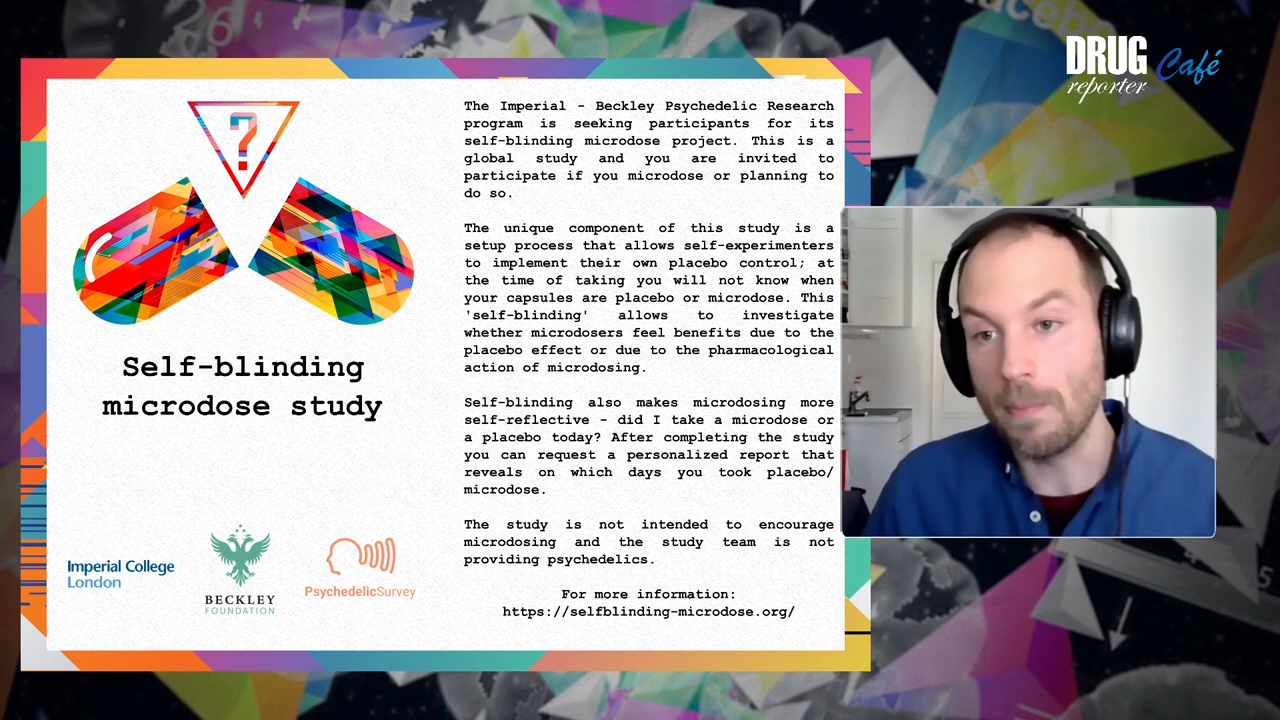 26
Placebo
DRUG
reporter
Café
?
Self-blinding
microdose study
Imperial College
London
BECKLEY
FOUNDATION
PsychedelicSurvey
The Imperial - Beckley Psychedelic Research
program is seeking participants for its
self-blinding microdose project. This is a
global study and you are invited to
participate if you microdose or planning to
do so.
The unique component of this study is a
setup process that allows self-experimenters
to implement their own placebo control; at
the time of taking you will not know when
your capsules are placebo or microdose. This
'self-blinding' allows to investigate
whether microdosers feel benefits due to the
placebo effect or due to the pharmacological
action of microdosing.
Self-blinding also makes microdosing more
self-reflective - did I take a microdose or
a placebo today? After completing the study
you can request a personalized report that
reveals on which days you took placebo/
microdose.
The study is not intended to encourage
microdosing and the study team is not
providing psychedelics.
For more information:
https://selfblinding-microdose.org/